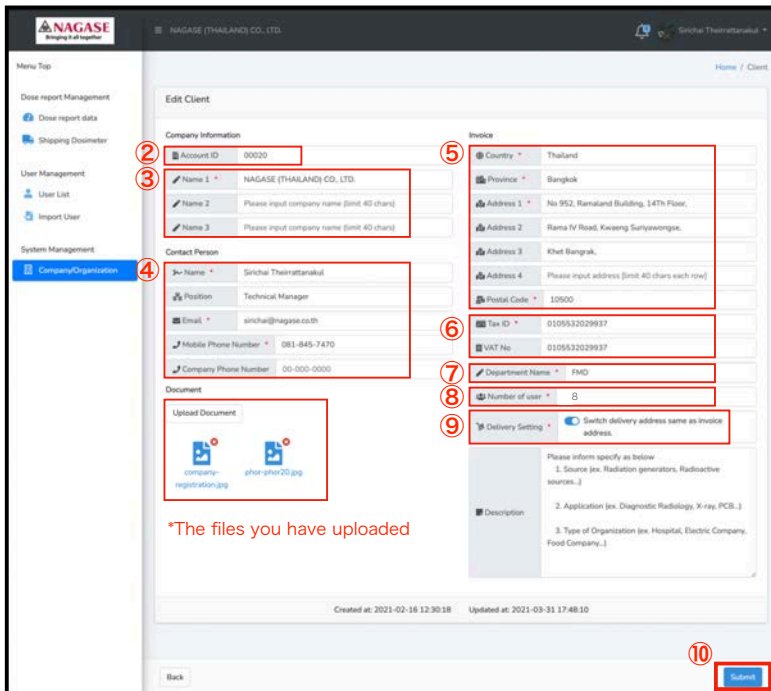 NAGASE
Bringing it all together
NAGASE (THAILAND) CO., LTD.
Sirichai Theirrattanakul
Menu Top
Home / Client
Dose report Management
Dose report data
Shipping Dosimeter
User Management
User List
Import User
System Management
Company/Organization
Edit Client
Company Information
② Account ID 00020
③ Name 1 * NAGASE (THAILAND) CO., LTD.
Name 2 Please input company name (limit 40 chars)
Name 3 Please input company name (limit 40 chars)
Contact Person
④ Name * Sirichai Theirrattanakul
Position Technical Manager
Email * sirichai@nagase.co.th
Mobile Phone Number * 081-845-7470
Company Phone Number 00-000-0000
Document
Upload Document
company-
registration.jpg
phor-phor20.jpg
*The files you have uploaded
Invoice
⑤ Country * Thailand
Province * Bangkok
Address 1 * No 952, Ramaland Building, 14Th Floor,
Address 2 Rama IV Road, Kwaeng Suriyawongse,
Address 3 Khet Bangrak,
Address 4 Please input address [limit 40 chars each row]
Postal Code * 10500
⑥ Tax ID * 0105532029937
VAT No 0105532029937
⑦ Department Name * FMD
⑧ Number of user * 8
⑨ Delivery Setting * Switch delivery address same as invoice
address.
Description
Please inform specify as below
1. Source (ex. Radiation generators, Radioactive
sources...)
2. Application (ex. Diagnostic Radiology, X-ray, PCB...)
3. Type of Organization (ex. Hospital, Electric Company,
Food Company...)
Created at: 2021-02-16 12:30:18
Updated at: 2021-03-31 17:48:10
Back
⑩
Submit